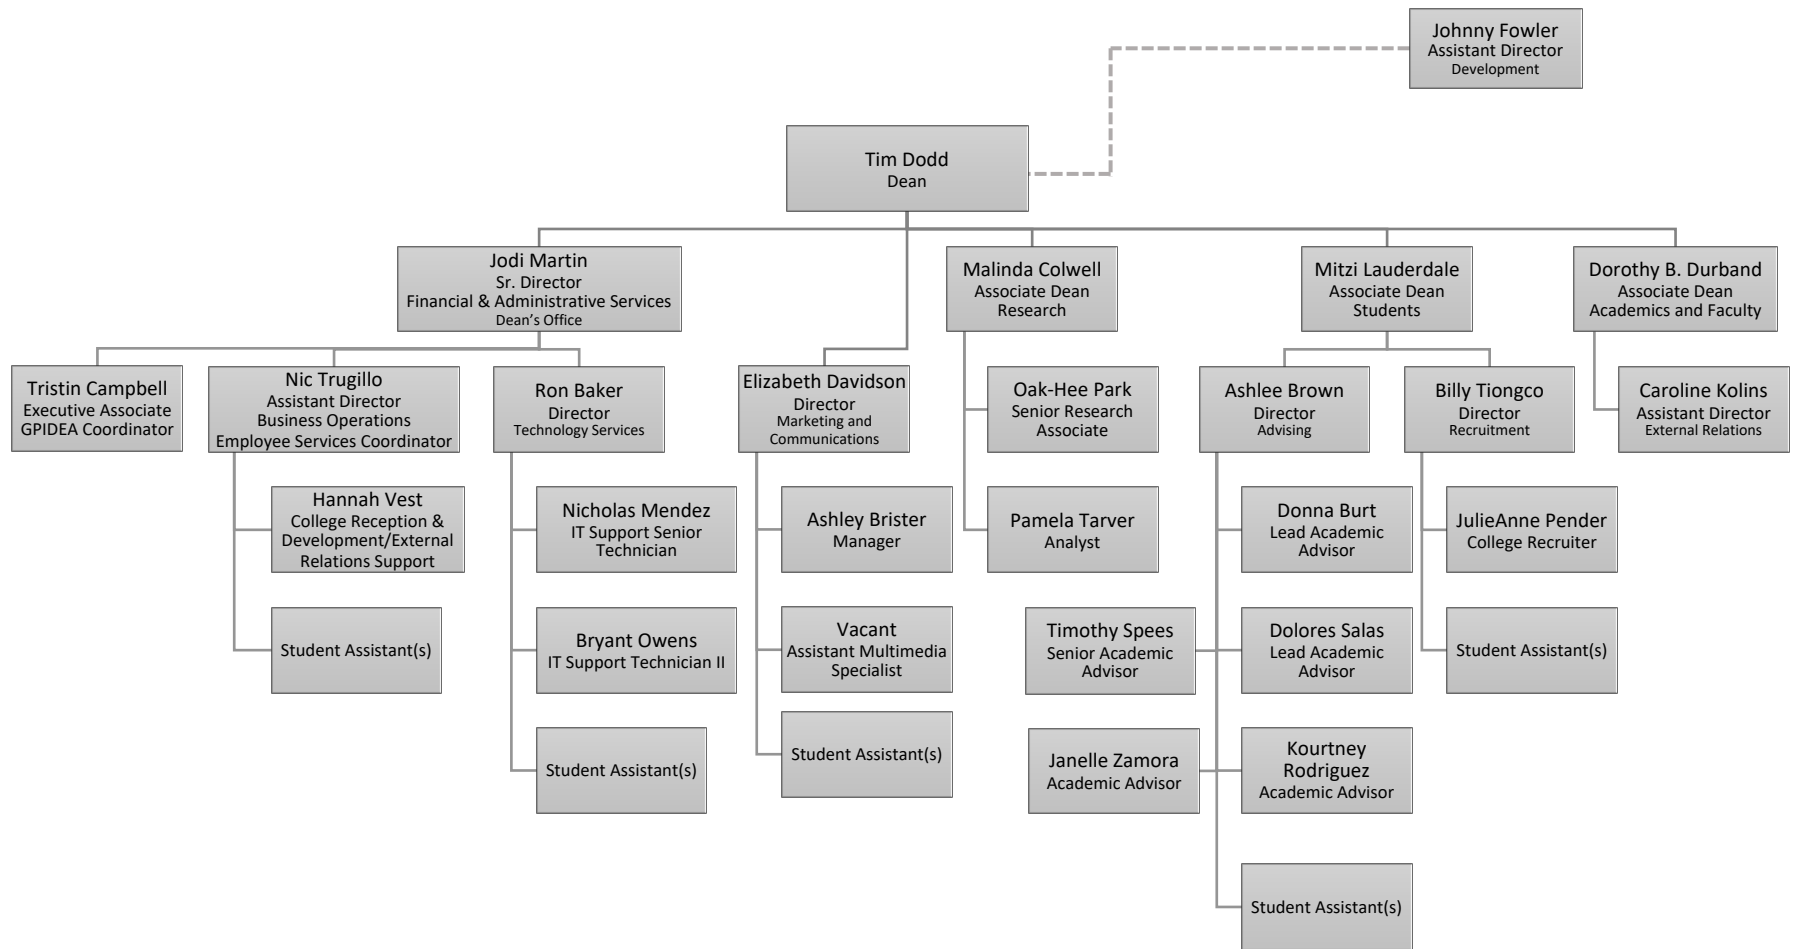 Johnny Fowler
Assistant Director
Development
Tim Dodd
Dean
Jodi Martin
Sr. Director
Financial & Administrative Services
Dean’s Office
Malinda Colwell
Associate Dean
Research
Mitzi Lauderdale
Associate Dean
Students
Dorothy B. Durband
Associate Dean
Academics and Faculty
Tristin Campbell
Executive Associate
GPIDEA Coordinator
Nic Trugillo
Assistant Director
Business Operations
Employee Services Coordinator
Ron Baker
Director
Technology Services
Elizabeth Davidson
Director
Marketing and
Communications
Oak-Hee Park
Senior Research
Associate
Ashlee Brown
Director
Advising
Billy Tiongco
Director
Recruitment
Caroline Kolins
Assistant Director
External Relations
Hannah Vest
College Reception &
Development/External
Relations Support
Nicholas Mendez
IT Support Senior
Technician
Ashley Brister
Manager
Pamela Tarver
Analyst
Donna Burt
Lead Academic
Advisor
JulieAnne Pender
College Recruiter
Student Assistant(s)
Bryant Owens
IT Support Technician II
Vacant
Assistant Multimedia
Specialist
Timothy Spees
Senior Academic
Advisor
Dolores Salas
Lead Academic
Advisor
Student Assistant(s)
Student Assistant(s)
Student Assistant(s)
Janelle Zamora
Academic Advisor
Kourtney
Rodriguez
Academic Advisor
Student Assistant(s)